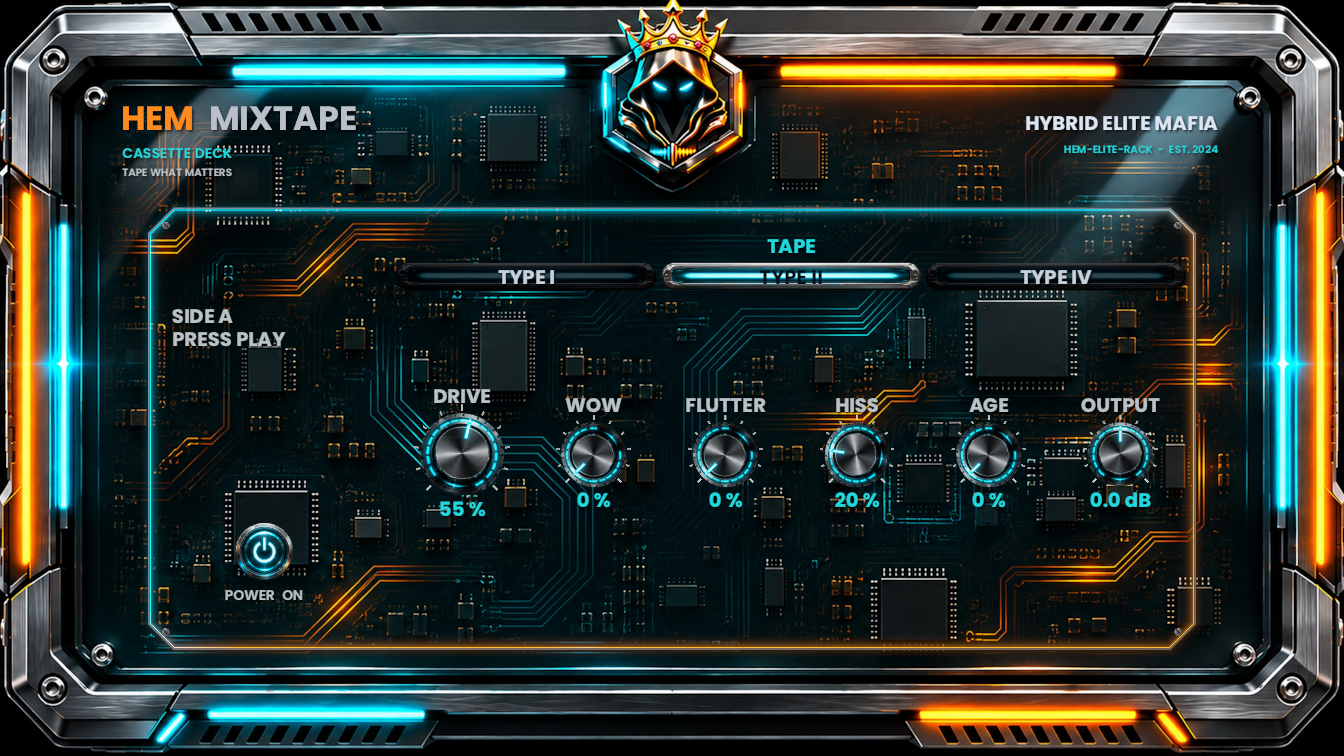 HEM MIXTAPE
CASSETTE DECK
TAPE WHAT MATTERS
HYBRID ELITE MAFIA
HEM-ELITE-RACK - EST. 2024
TAPE
TYPE I TYPE II TYPE IV
SIDE A
PRESS PLAY
DRIVE WOW FLUTTER HISS AGE OUTPUT
55 % 0 % 0 % 20 % 0 % 0.0 dB
POWER ON